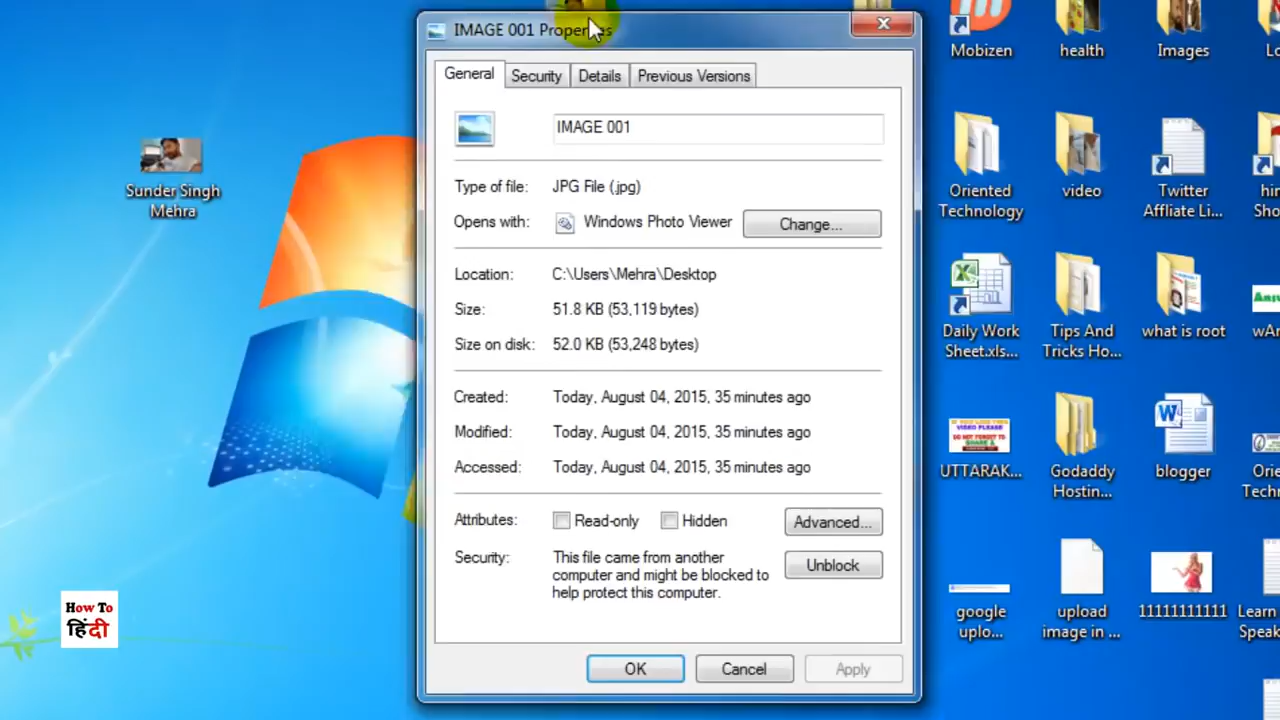 IMAGE 001 Properties
General
Security
Details
Previous Versions
IMAGE 001
Type of file:
JPG File (.jpg)
Opens with:
Windows Photo Viewer
Change...
Location:
C:\Users\Mehra\Desktop
Size:
51.8 KB (53,119 bytes)
Size on disk:
52.0 KB (53,248 bytes)
Created:
Today, August 04, 2015, 35 minutes ago
Modified:
Today, August 04, 2015, 35 minutes ago
Accessed:
Today, August 04, 2015, 35 minutes ago
Attributes:
Read-only
Hidden
Advanced...
Security:
This file came from another
computer and might be blocked to
help protect this computer.
Unblock
OK
Cancel
Apply
Sunder Singh
Mehra
How To
हिंदी
Mobizen
health
Images
Oriented
Technology
video
Twitter
Affliate Li...
Daily Work
Sheet.xls...
Tips And
Tricks Ho...
what is root
UTTARAK...
Godaddy
Hostin...
blogger
google
uplo...
upload
image in ...
11111111111
Learn